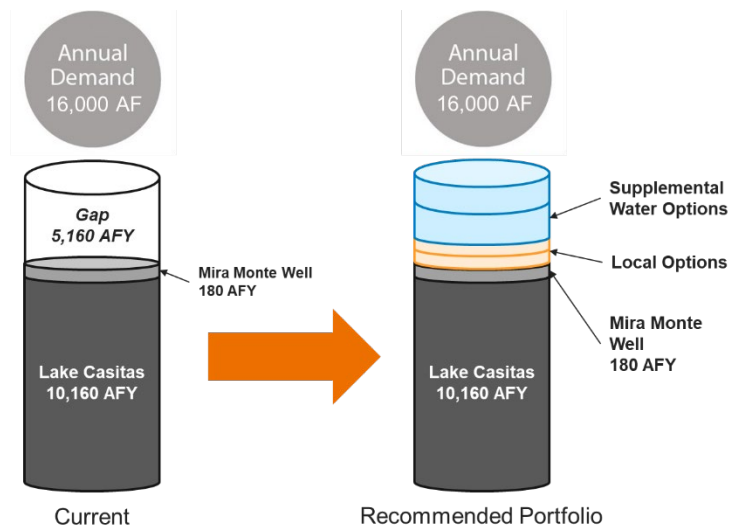 Annual
Demand
16,000 AF
Gap
5,160 AFY
Mira Monte Well
180 AFY
Lake Casitas
10,160 AFY
Current
Annual
Demand
16,000 AF
Supplemental
Water Options
Local Options
Mira Monte
Well
180 AFY
Lake Casitas
10,160 AFY
Recommended Portfolio